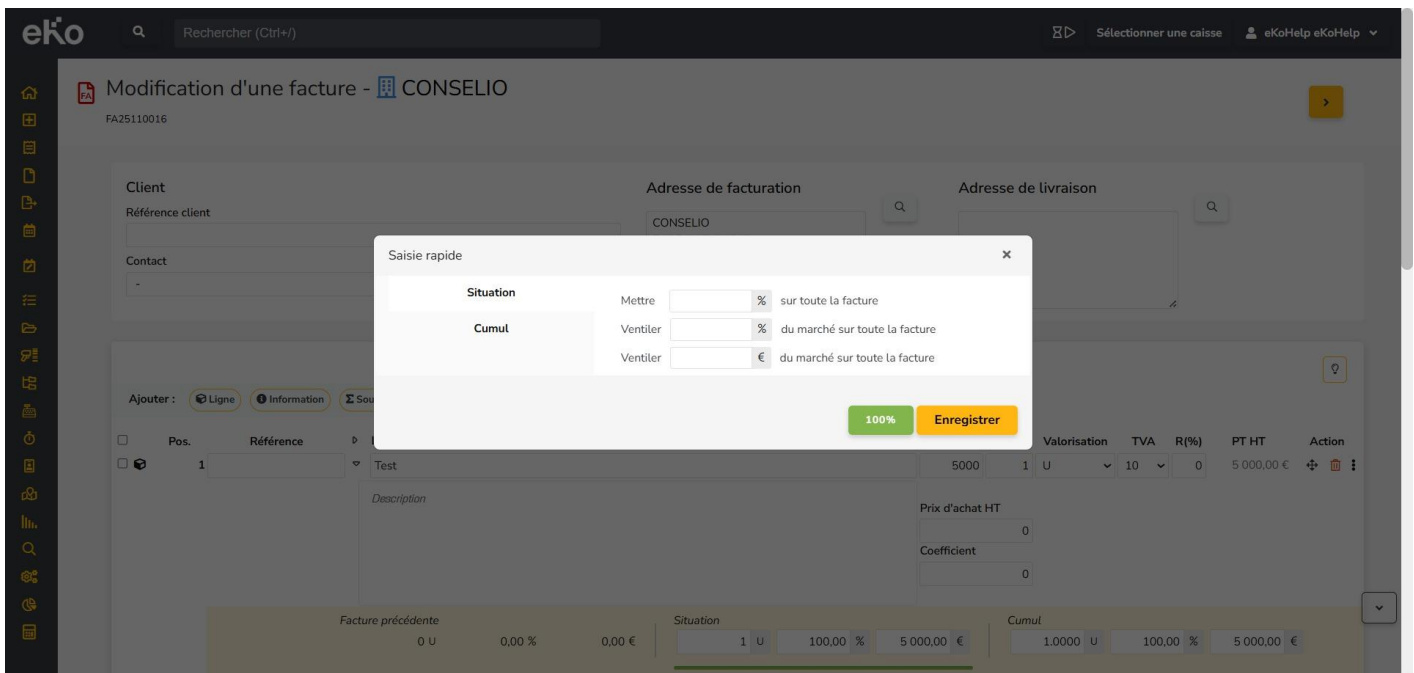 eKo
Rechercher (Ctrl+/)
Sélectionner une caisse
eKoHelp eKoHelp
FA
Modification d'une facture - CONSELIO
FA25110016
Client
Adresse de facturation
Adresse de livraison
Référence client
CONSELIO
Contact
-
Saisie rapide
Situation
Cumul
Mettre % sur toute la facture
Ventiler % du marché sur toute la facture
Ventiler € du marché sur toute la facture
100% Enregistrer
Ajouter : Ligne Information Σ Sou
Pos. Référence Valorisation TVA R(%) PT HT Action
1 Test 5000 1 U 10 0 5 000,00 €
Description
Prix d'achat HT
0
Coefficient
0
Facture précédente Situation Cumul
0 U 0,00 % 0,00 € 1 U 100,00 % 5 000,00 € 1.0000 U 100,00 % 5 000,00 €